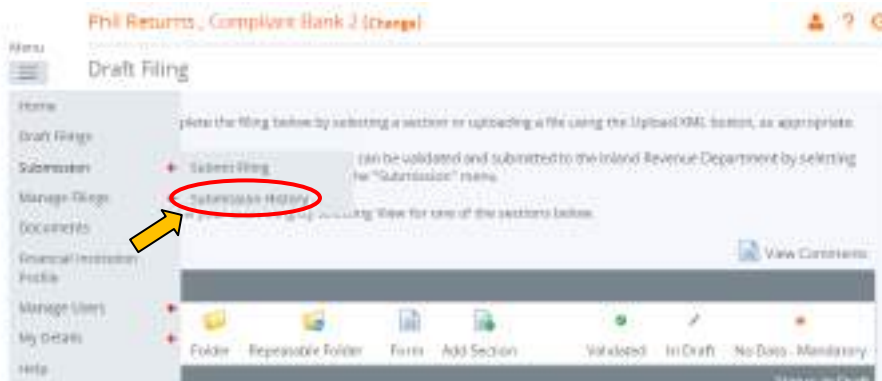 Phil Returns , Compliant Bank 2 (Change)
?
Menu
Draft Filing
Home
Draft Filings
Submission
Manage Filings
Documents
Financial Institution
Profile
Manage Users
My Details
Help
Submit Filing
Submission History
plete the filing below by selecting a section or uploading a file using the Upload XML button, as appropriate.
can be validated and submitted to the Inland Revenue Department by selecting
he "Submission" menu.
View for one of the sections below.
View Comments
Folder Repeatable Folder Form Add Section Validated In Draft No Data - Mandatory